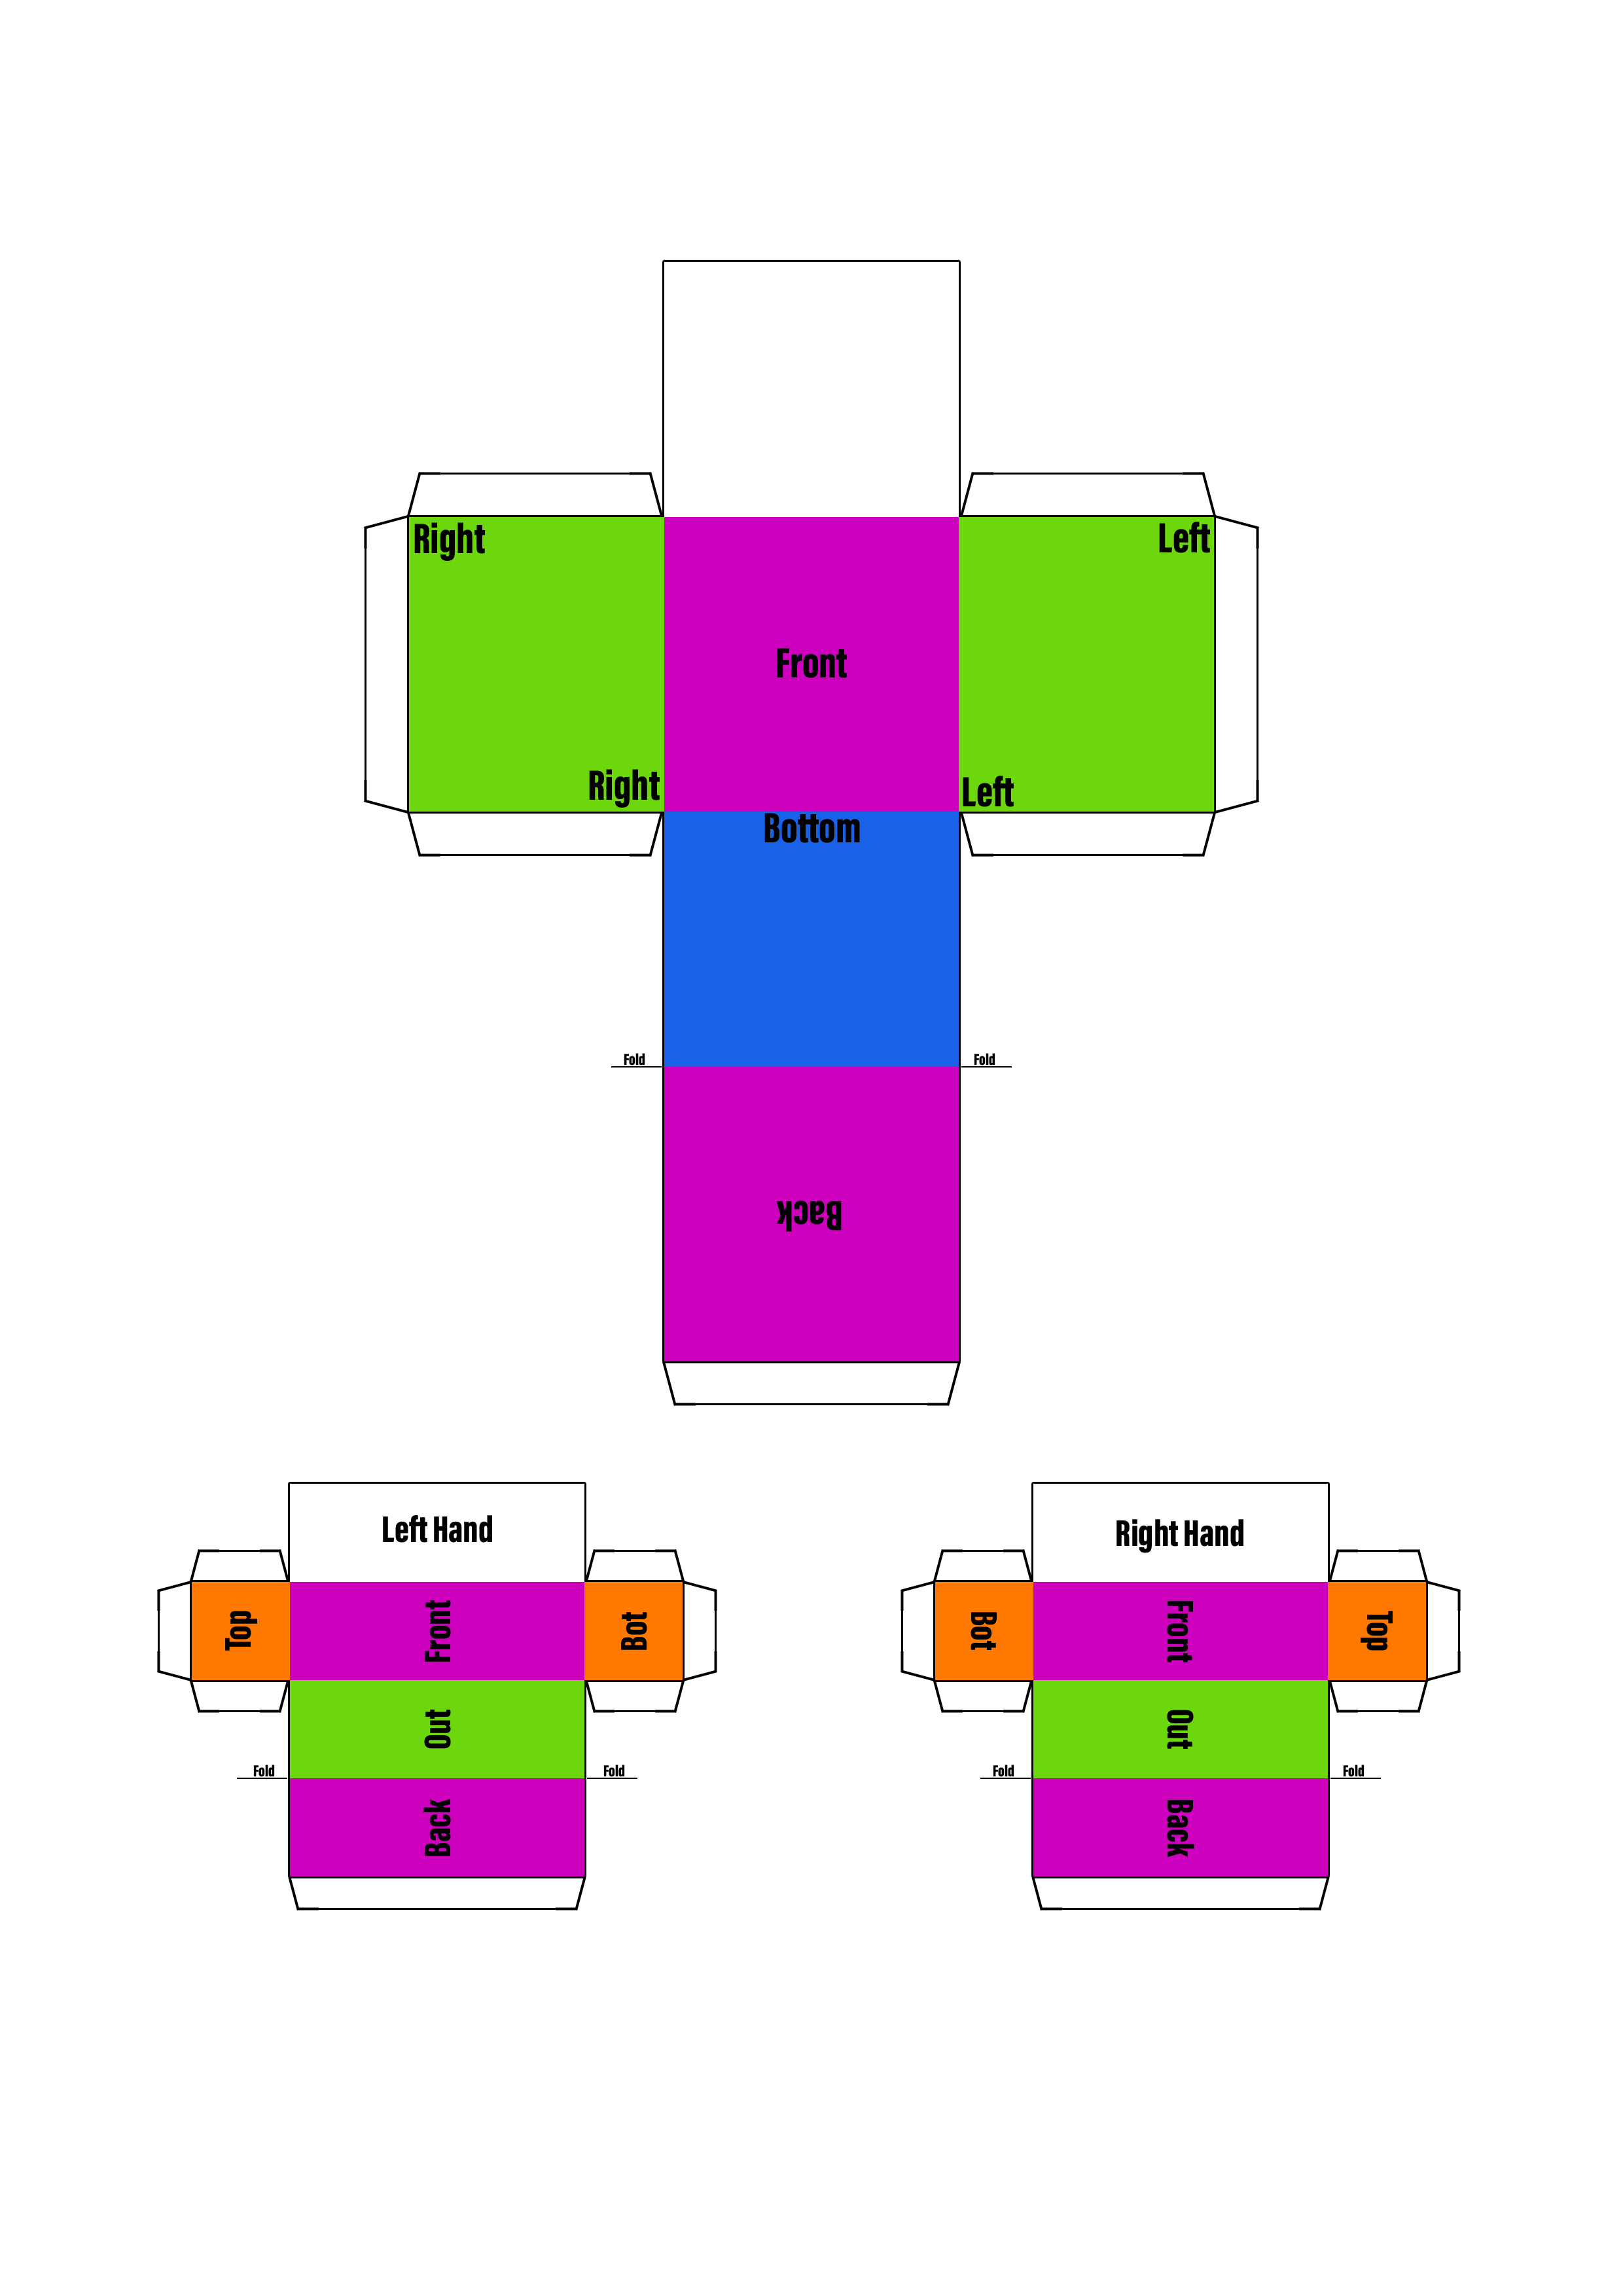 Right
Left
Front
Right
Left
Bottom
Fold
Fold
Back
Left Hand
Right Hand
Top
Front
Bot
Bot
Front
Top
Out
Out
Fold
Fold
Fold
Fold
Back
Back